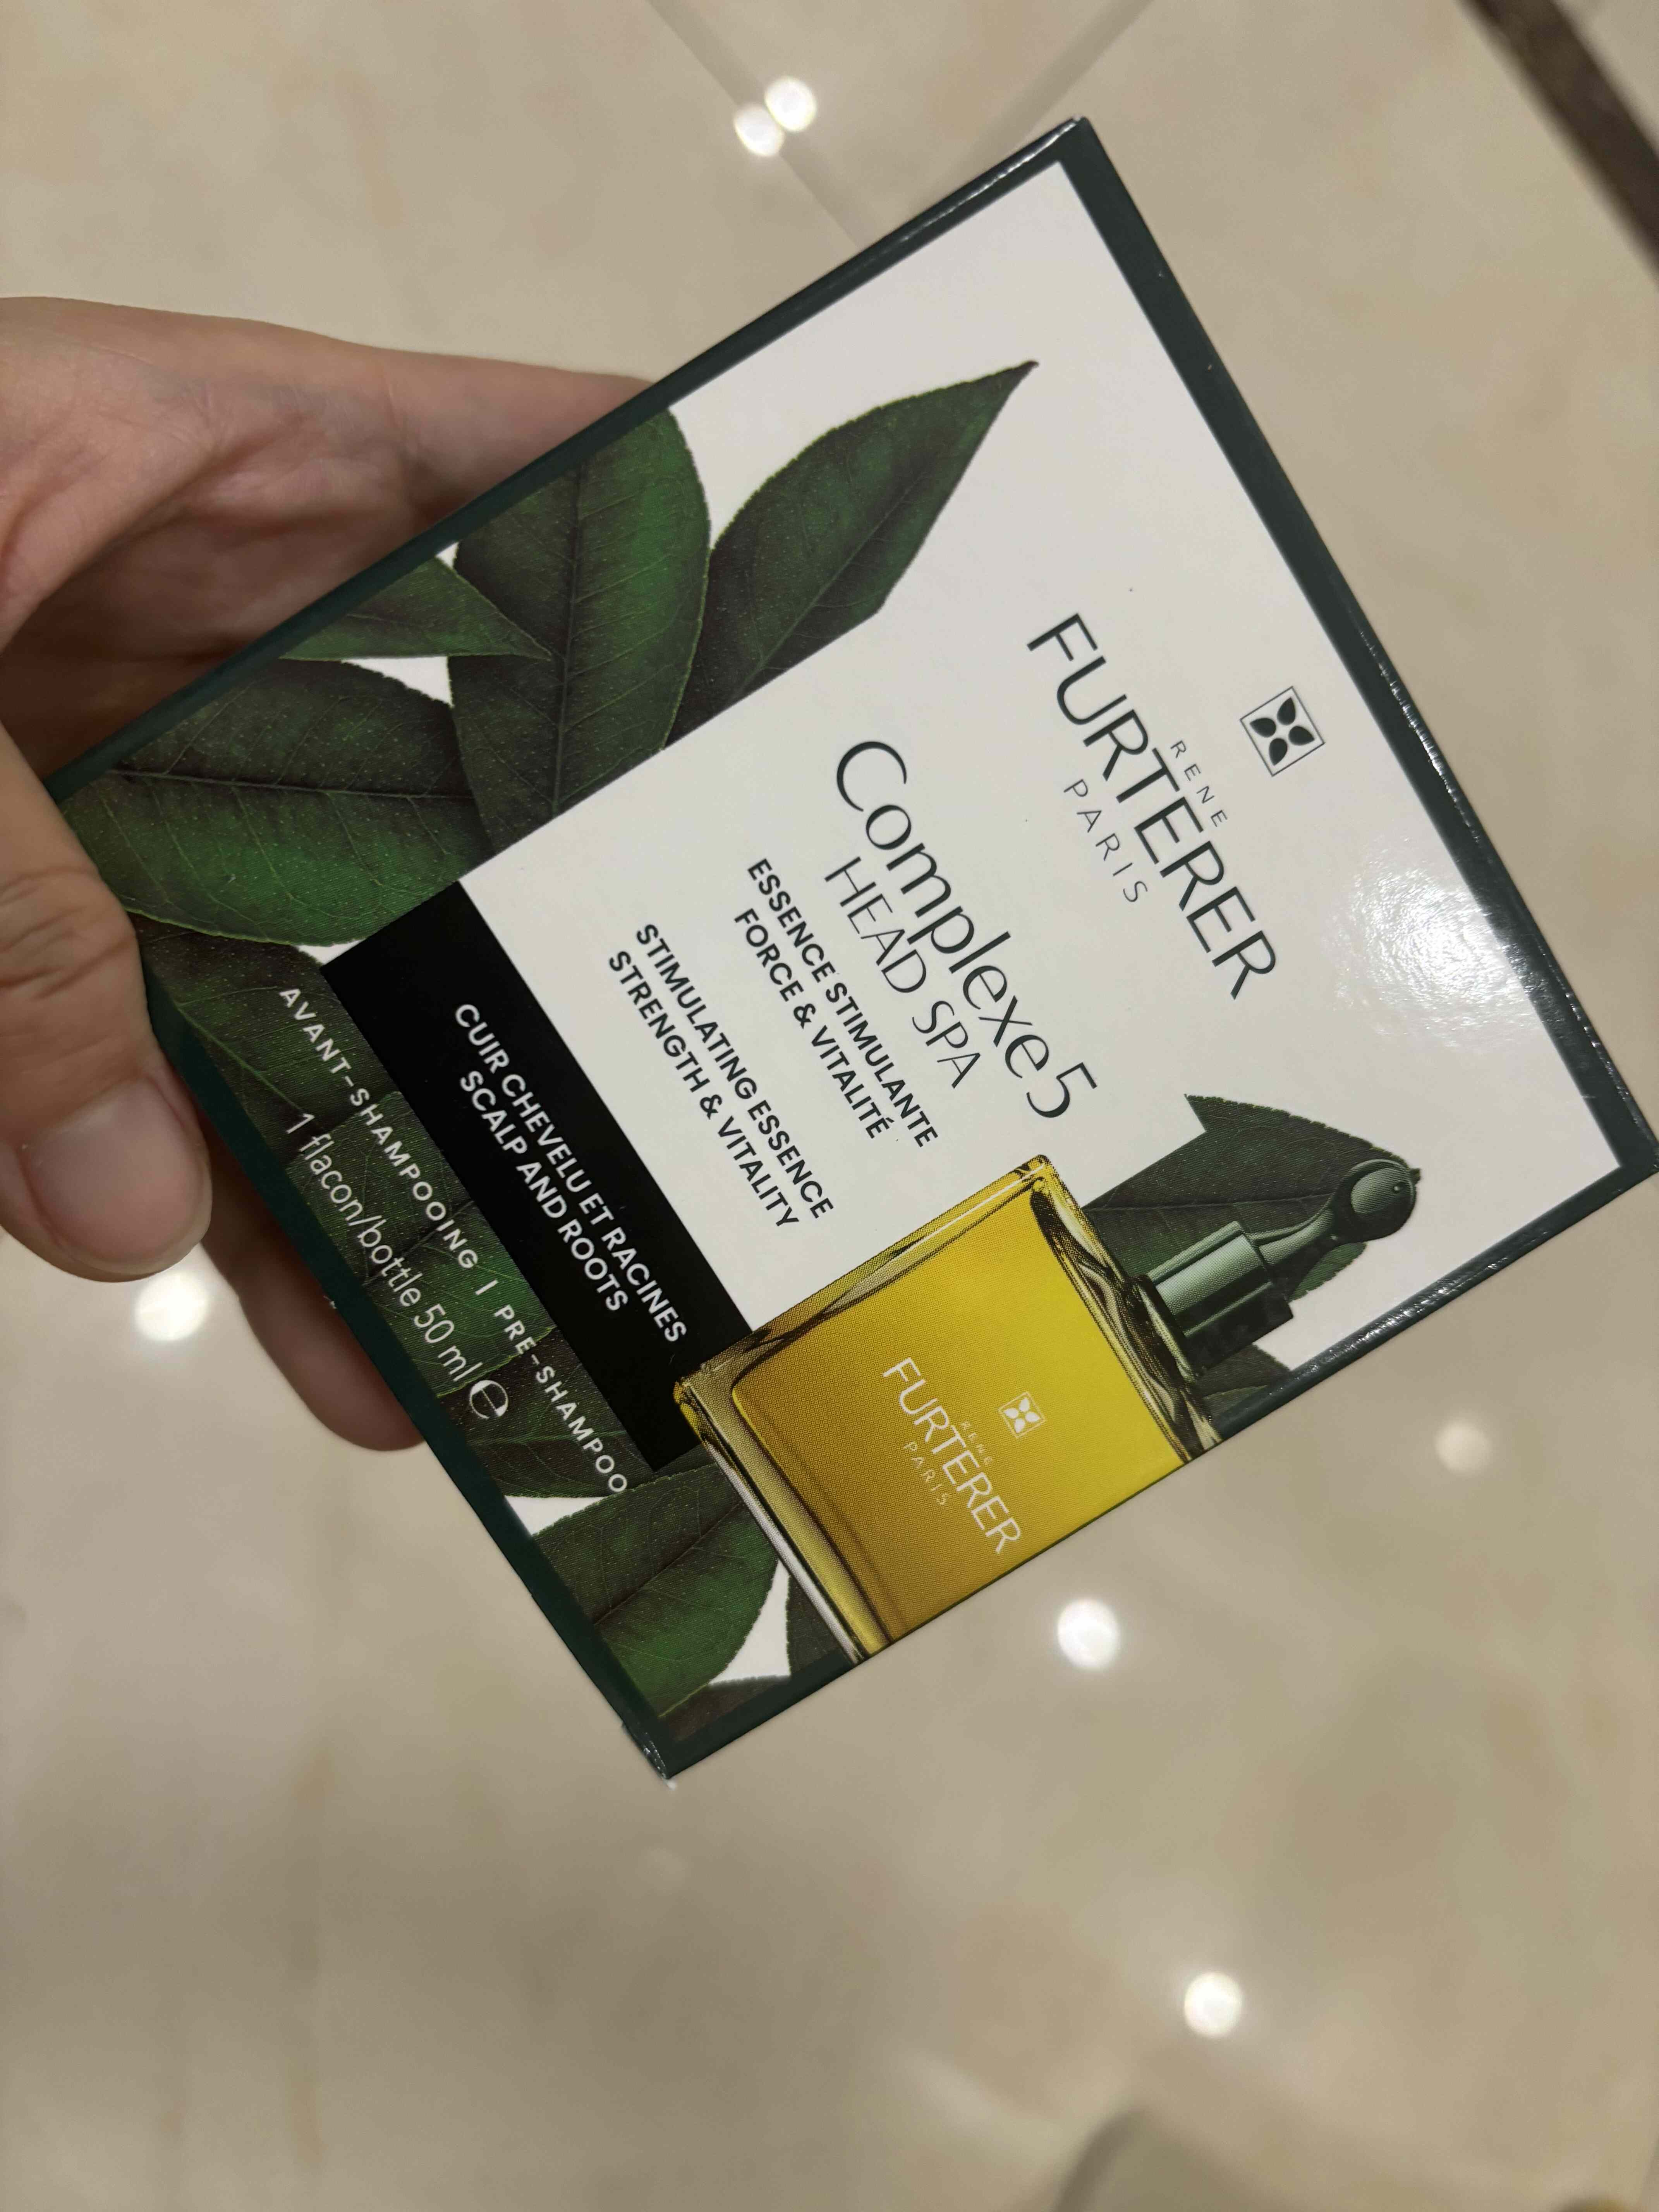 RENE
FURTERER
PARIS
Complexe 5
HEAD SPA
ESSENCE STIMULANTE
FORCE & VITALITÉ
STIMULATING ESSENCE
STRENGTH & VITALITY
CUIR CHEVELU ET RACINES
SCALP AND ROOTS
AVANT-SHAMPOOING | PRE-SHAMPOO
1 flacon/bottle 50 ml ℮
RENE
FURTERER
PARIS